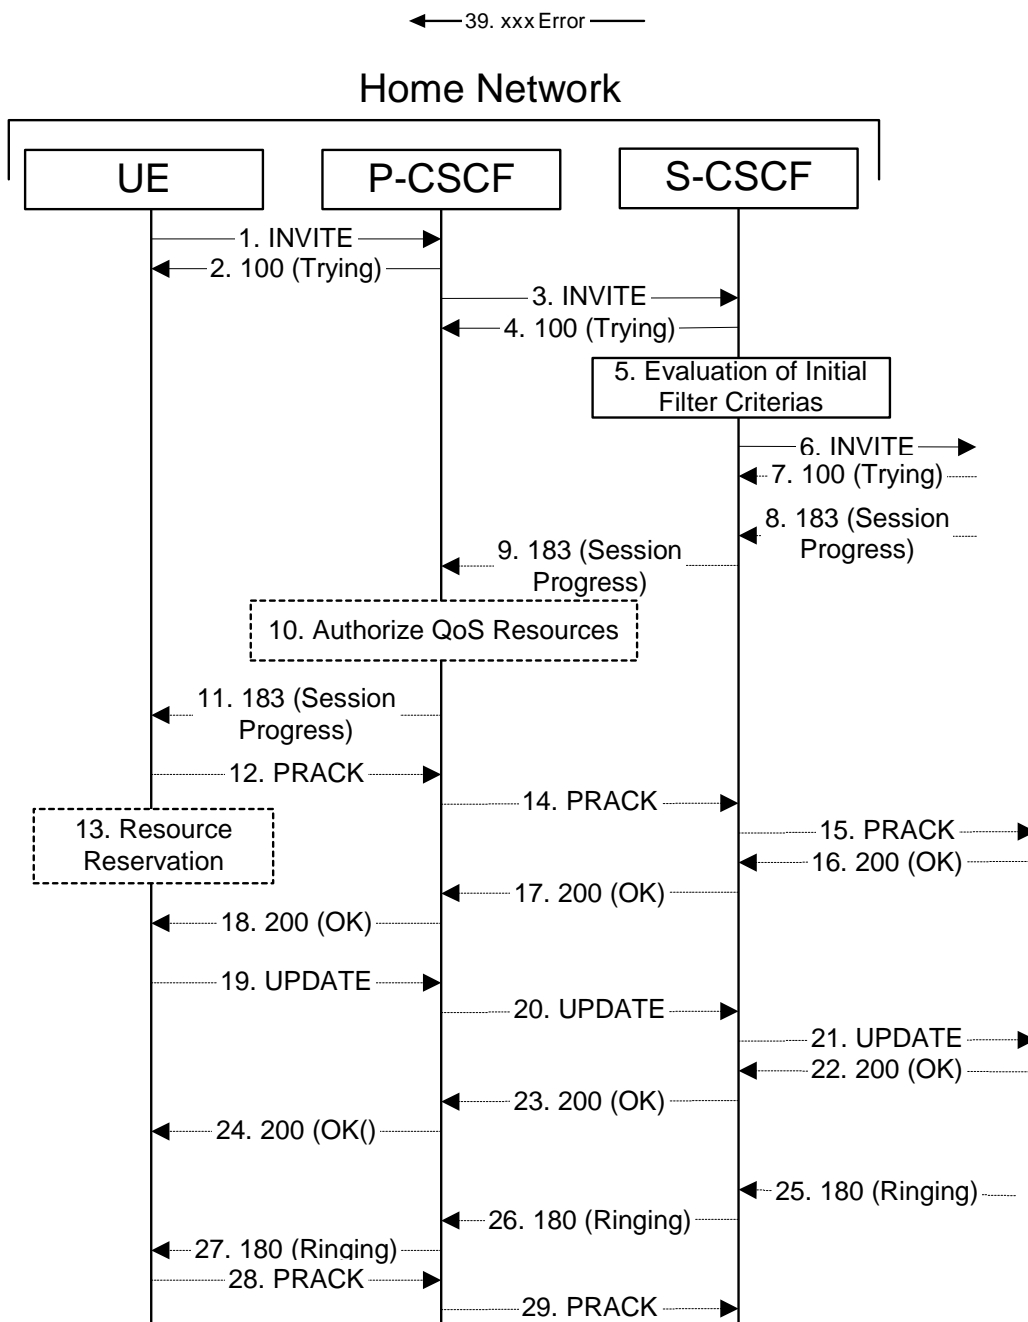 39. xxx Error
Home Network
UE
P-CSCF
S-CSCF
1. INVITE
2. 100 (Trying)
3. INVITE
4. 100 (Trying)
5. Evaluation of Initial
Filter Criterias
6. INVITE
7. 100 (Trying)
8. 183 (Session
Progress)
9. 183 (Session
Progress)
10. Authorize QoS Resources
11. 183 (Session
Progress)
12. PRACK
14. PRACK
13. Resource
Reservation
15. PRACK
16. 200 (OK)
17. 200 (OK)
18. 200 (OK)
19. UPDATE
20. UPDATE
21. UPDATE
22. 200 (OK)
23. 200 (OK)
24. 200 (OK()
25. 180 (Ringing)
26. 180 (Ringing)
27. 180 (Ringing)
28. PRACK
29. PRACK